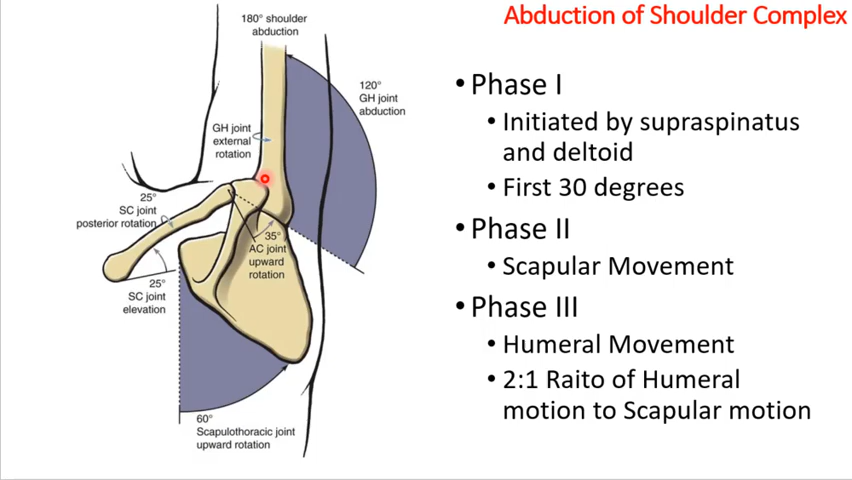 Abduction of Shoulder Complex
180° shoulder
abduction
120°
GH joint
abduction
GH joint
external
rotation
25°
SC joint
posterior rotation
35°
AC joint
upward
rotation
25°
SC joint
elevation
60°
Scapulothoracic joint
upward rotation
• Phase I
• Initiated by supraspinatus
and deltoid
• First 30 degrees
• Phase II
• Scapular Movement
• Phase III
• Humeral Movement
• 2:1 Raito of Humeral
motion to Scapular motion